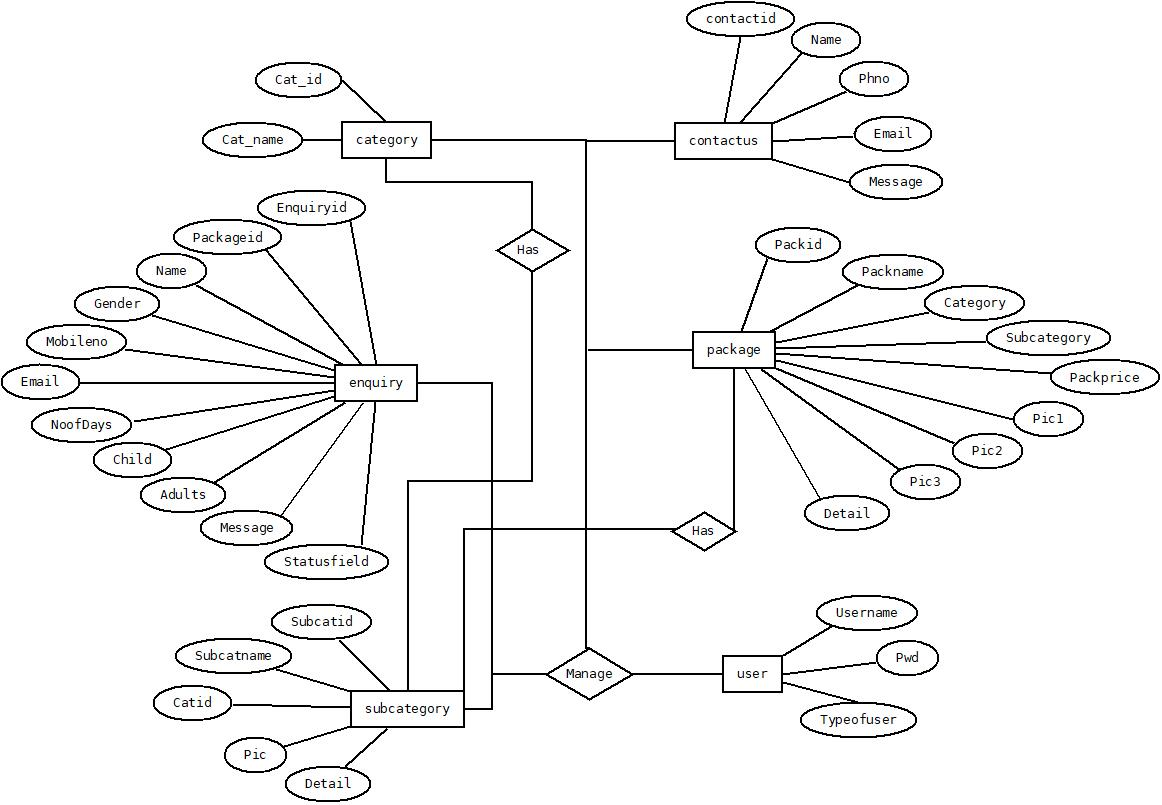 contactid
Name
Phno
Cat_id
Email
Cat_name
category
contactus
Message
Enquiryid
Packageid
Has
Packid
Name
Packname
Gender
Category
Mobileno
Subcategory
package
Email
enquiry
Packprice
NoofDays
Pic1
Child
Pic2
Adults
Pic3
Message
Has
Detail
Statusfield
Subcatid
Username
Subcatname
Pwd
Manage
user
Catid
subcategory
Typeofuser
Pic
Detail